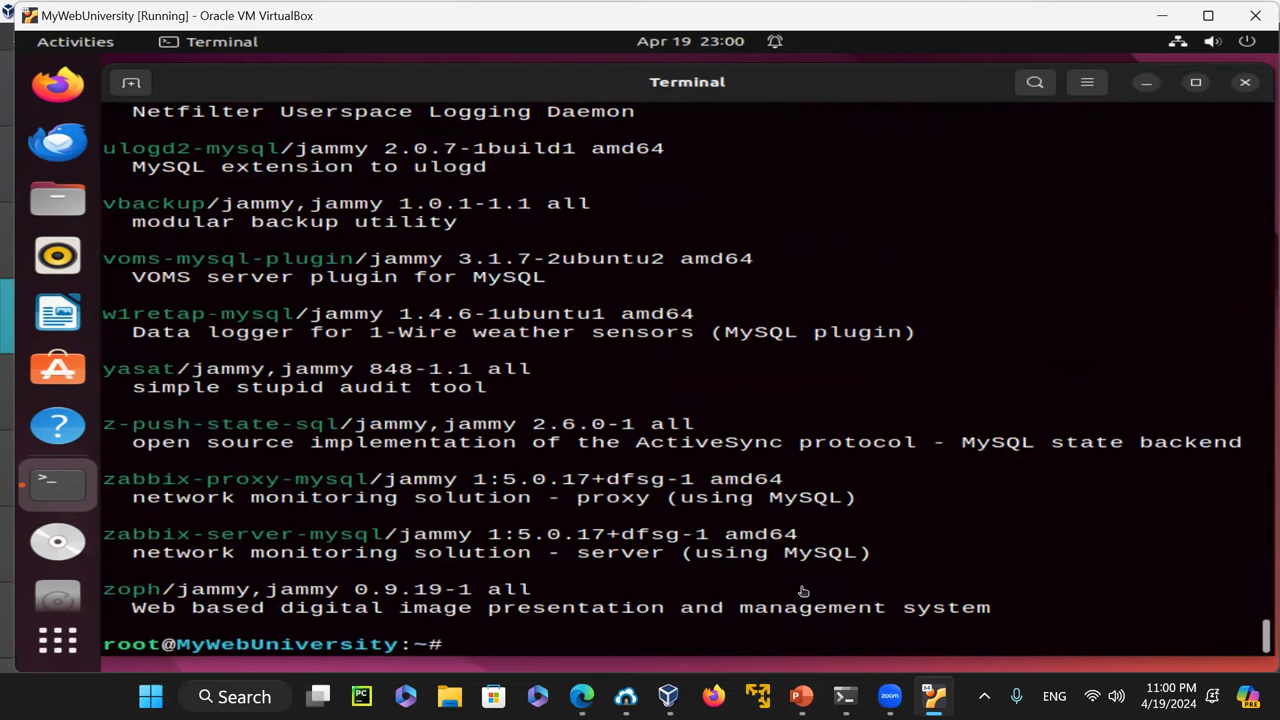 MyWebUniversity [Running] - Oracle VM VirtualBox
Activities Terminal Apr 19 23:00
Terminal
Netfilter Userspace Logging Daemon
ulogd2-mysql/jammy 2.0.7-1build1 amd64
MySQL extension to ulogd
vbackup/jammy,jammy 1.0.1-1.1 all
modular backup utility
voms-mysql-plugin/jammy 3.1.7-2ubuntu2 amd64
VOMS server plugin for MySQL
w1retap-mysql/jammy 1.4.6-1ubuntu1 amd64
Data logger for 1-Wire weather sensors (MySQL plugin)
yasat/jammy,jammy 848-1.1 all
simple stupid audit tool
z-push-state-sql/jammy,jammy 2.6.0-1 all
open source implementation of the ActiveSync protocol - MySQL state backend
zabbix-proxy-mysql/jammy 1:5.0.17+dfsg-1 amd64
network monitoring solution - proxy (using MySQL)
zabbix-server-mysql/jammy 1:5.0.17+dfsg-1 amd64
network monitoring solution - server (using MySQL)
zoph/jammy,jammy 0.9.19-1 all
Web based digital image presentation and management system
root@MyWebUniversity:~#
Search
zoom
ENG
11:00 PM
4/19/2024
PRE